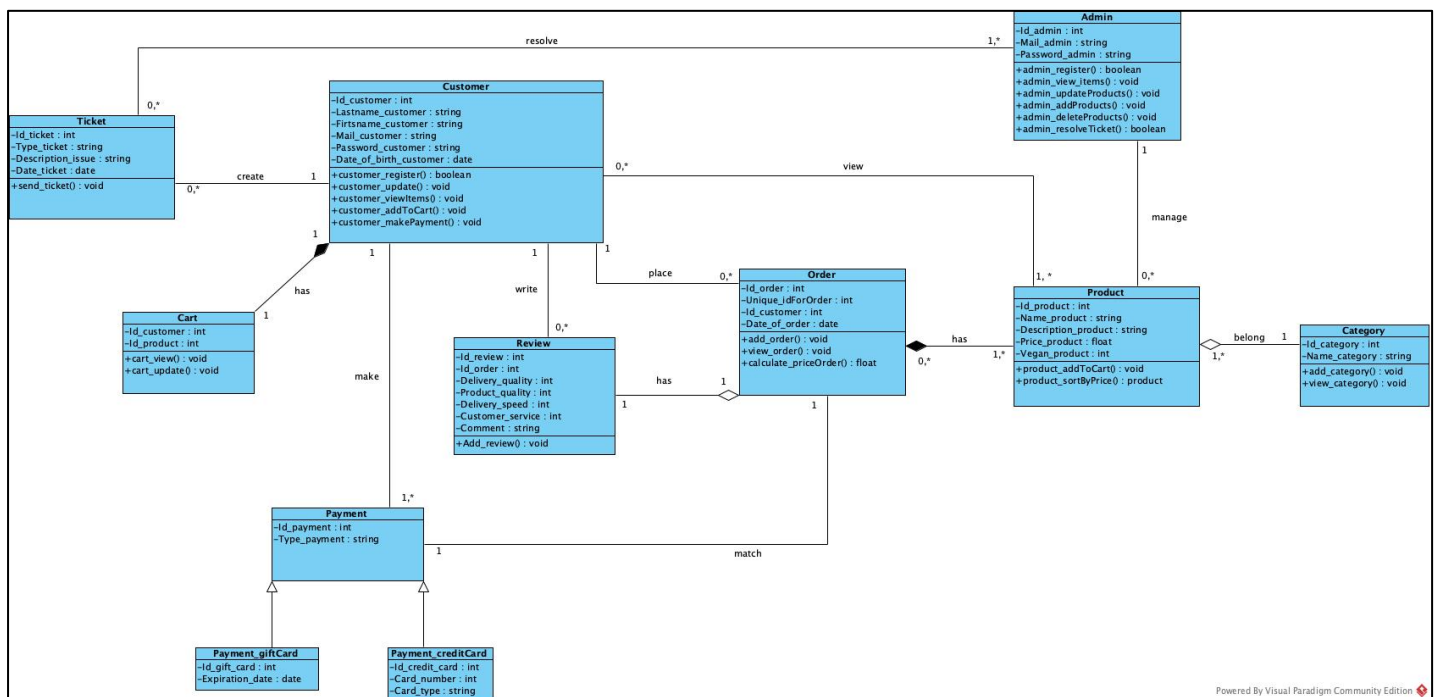 Admin
-Id_admin : int
-Mail_admin : string
-Password_admin : string
+admin_register() : boolean
+admin_view_items() : void
+admin_updateProducts() : void
+admin_addProducts() : void
+admin_deleteProducts() : void
+admin_resolveTicket() : boolean
resolve
1,*
0,*
Ticket
-Id_ticket : int
-Type_ticket : string
-Description_issue : string
-Date_ticket : date
+send_ticket() : void
create
0,*
1
Customer
-Id_customer : int
-Lastname_customer : string
-Firtsname_customer : string
-Mail_customer : string
-Password_customer : string
-Date_of_birth_customer : date
+customer_register() : boolean
+customer_update() : void
+customer_viewItems() : void
+customer_addToCart() : void
+customer_makePayment() : void
0,*
view
1, *
1
manage
0,*
1
has
1
1
make
1,*
1
write
0,*
1
place
0,*
Cart
-Id_customer : int
-Id_product : int
+cart_view() : void
+cart_update() : void
Review
-Id_review : int
-Id_order : int
-Delivery_quality : int
-Product_quality : int
-Delivery_speed : int
-Customer_service : int
-Comment : string
+Add_review() : void
has
1
1
Order
-Id_order : int
-Unique_idForOrder : int
-Id_customer : int
-Date_of_order : date
+add_order() : void
+view_order() : void
+calculate_priceOrder() : float
has
0,*
1,*
Product
-Id_product : int
-Name_product : string
-Description_product : string
-Price_product : float
-Vegan_product : int
+product_addToCart() : void
+product_sortByPrice() : product
belong
1,*
1
Category
-Id_category : int
-Name_category : string
+add_category() : void
+view_category() : void
1
match
1
Payment
-Id_payment : int
-Type_payment : string
Payment_giftCard
-Id_gift_card : int
-Expiration_date : date
Payment_creditCard
-Id_credit_card : int
-Card_number : int
-Card_type : string
Powered By Visual Paradigm Community Edition